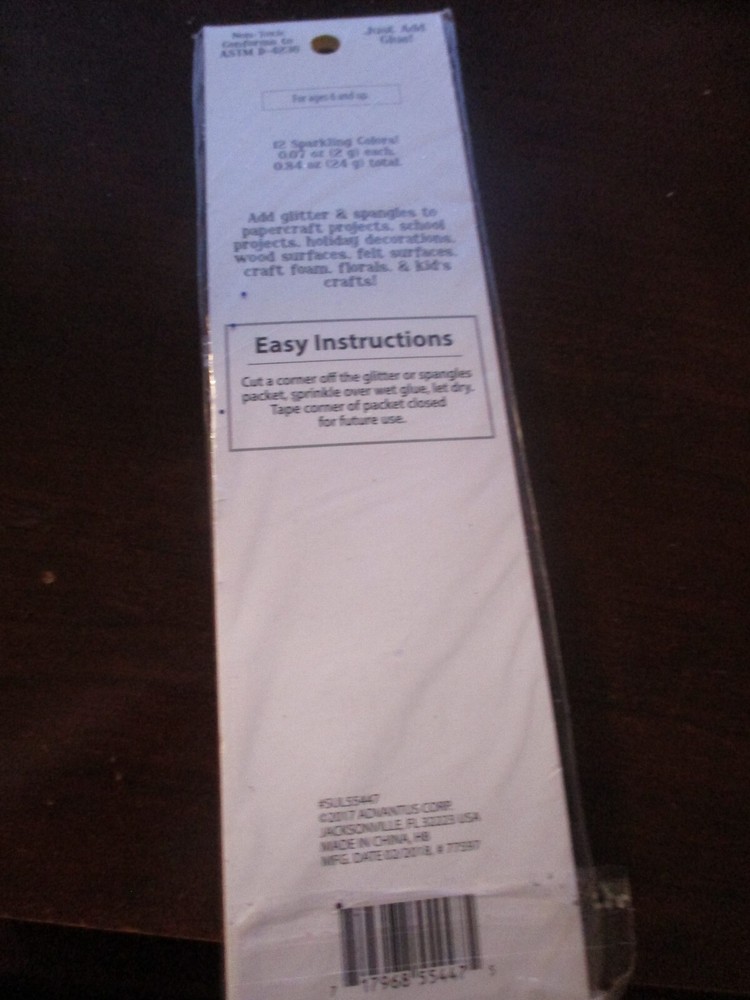 Non-Toxic
Conforms to
ASTM D-4236
Just Add
Glue!
For ages 6 and up.
12 Sparkling Colors!
0.07 oz (2 g) each,
0.84 oz (24 g) total.
Add glitter & spangles to
papercraft projects, school
projects, holiday decorations,
wood surfaces, felt surfaces,
craft foam, florals, & kid's
crafts!
Easy Instructions
Cut a corner off the glitter or spangles
packet, sprinkle over wet glue, let dry.
Tape corner of packet closed
for future use.
#SUL55447
©2017 ADVANTUS CORP.
JACKSONVILLE, FL 32223 USA
MADE IN CHINA, HB
MFG. DATE 02/2018, # 77597
7 17968 55447 5